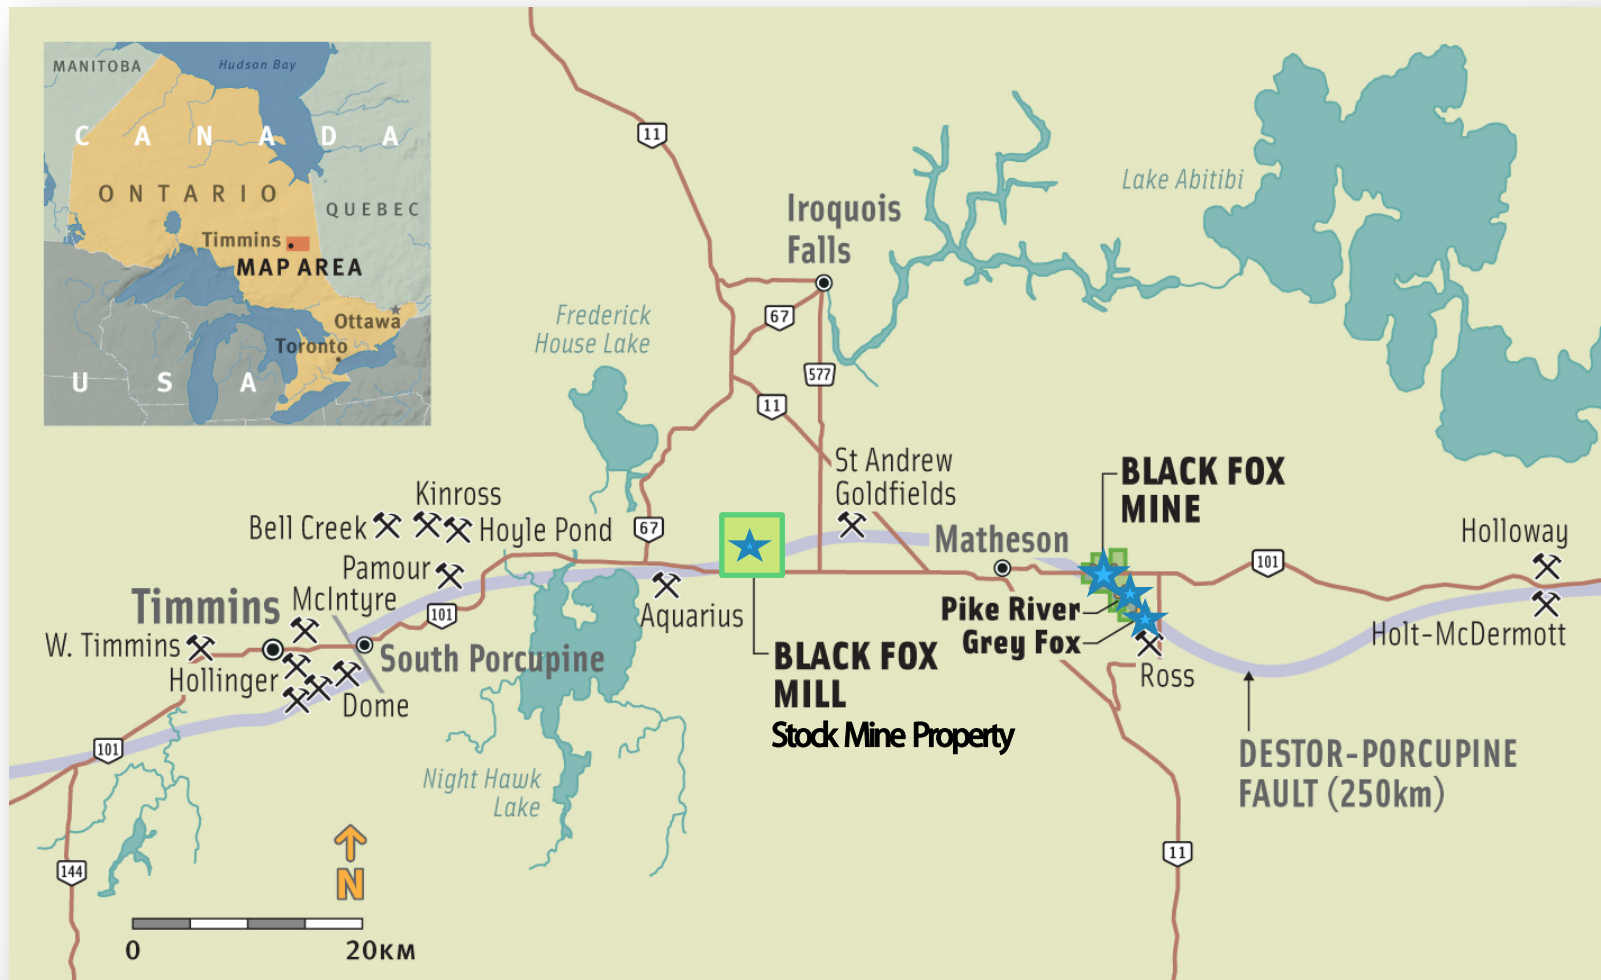 MANITOBA
Hudson Bay
C A N A D A
ONTARIO
QUEBEC
Timmins
MAP AREA
Ottawa
Toronto
U S A
11
Lake Abitibi
Iroquois
Falls
67
Frederick
House Lake
577
11
St Andrew
Goldfields
BLACK FOX
MINE
Kinross
Bell Creek
Hoyle Pond
67
Matheson
Holloway
101
Pamour
Timmins
McIntyre
101
Aquarius
Pike River
Grey Fox
Holt-McDermott
W. Timmins
South Porcupine
Hollinger
Dome
BLACK FOX
MILL
Stock Mine Property
Ross
101
Night Hawk
Lake
DESTOR-PORCUPINE
FAULT (250km)
144
N
11
0
20KM